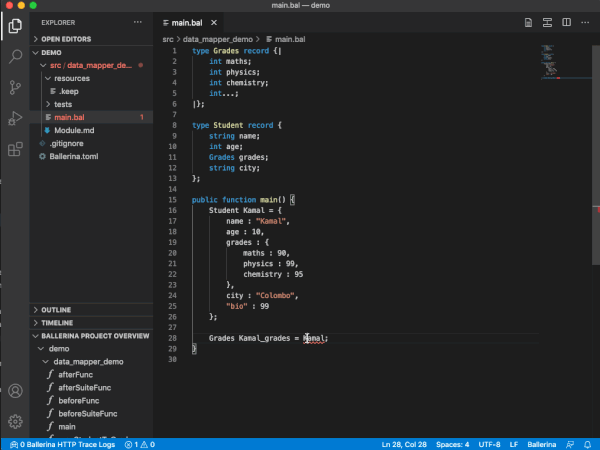 main.bal — demo
EXPLORER
OPEN EDITORS
DEMO
src / data_mapper_de...
resources
.keep
tests
main.bal 1
Module.md
.gitignore
Ballerina.toml
OUTLINE
TIMELINE
BALLERINA PROJECT OVERVIEW
demo
data_mapper_demo
afterFunc
afterSuiteFunc
beforeFunc
beforeSuiteFunc
main
main.bal
src > data_mapper_demo > main.bal
1 type Grades record {|
2 int maths;
3 int physics;
4 int chemistry;
5 int...;
6 |};
7
8 type Student record {
9 string name;
10 int age;
11 Grades grades;
12 string city;
13 };
14
15 public function main() {
16 Student Kamal = {
17 name : "Kamal",
18 age : 10,
19 grades : {
20 maths : 90,
21 physics : 99,
22 chemistry : 95
23 },
24 city : "Colombo",
25 "bio" : 99
26 };
27
28 Grades Kamal_grades = Kamal;
29 }
30
0 Ballerina HTTP Trace Logs 1 0 Ln 28, Col 28 Spaces: 4 UTF-8 LF Ballerina